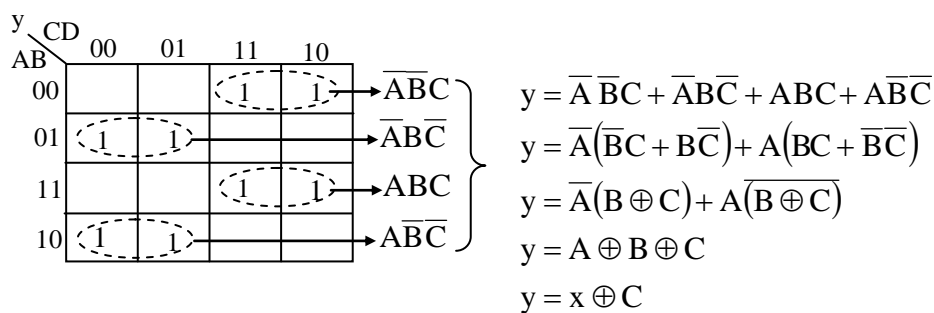 y CD
AB 00 01 11 10
00 1 1 A̅B̅C
01 1 1 A̅BC̅
11 1 1 ABC
10 1 1 AB̅C̅
y = A̅ B̅C + A̅BC̅ + ABC + AB̅C̅
y = A̅(B̅C + BC̅) + A(BC + B̅C̅)
y = A̅(B ⊕ C) + A(B̅ ̅⊕̅ ̅C̅)
y = A ⊕ B ⊕ C
y = x ⊕ C